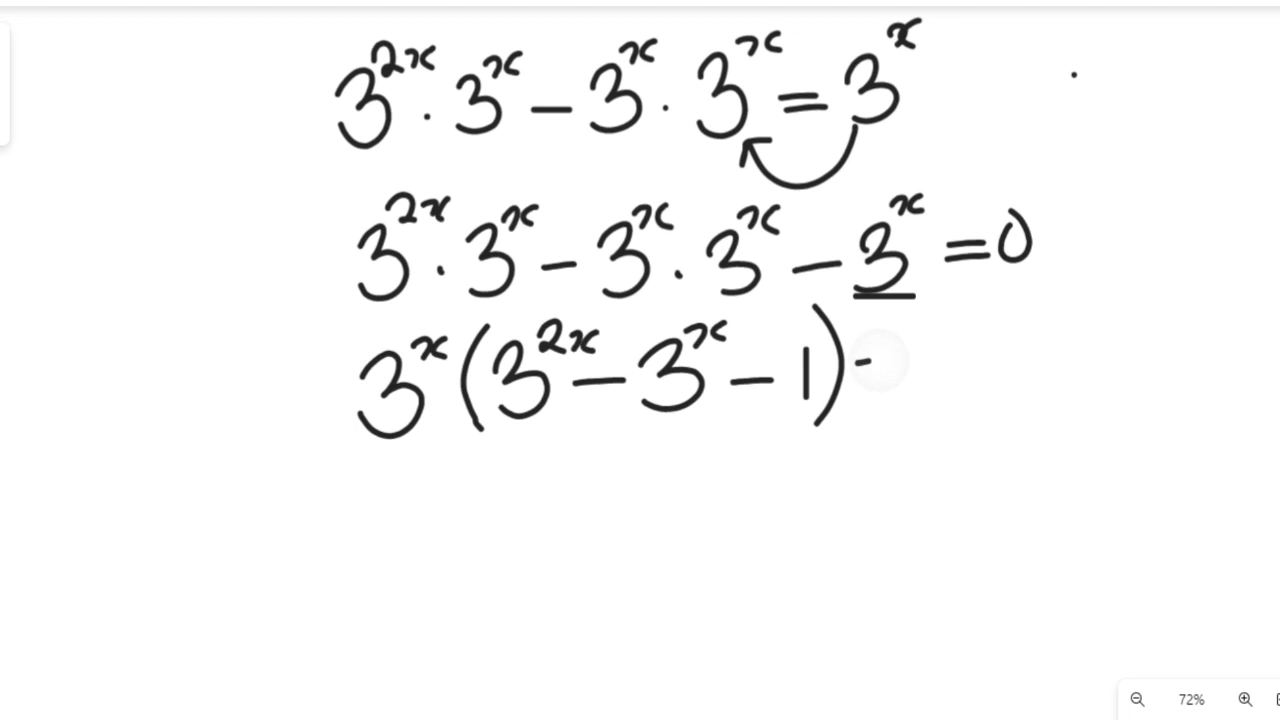 3^{2x} · 3^x − 3^x · 3^x = 3^x
3^{2x} · 3^x − 3^x · 3^x − 3^x = 0
3^x (3^{2x} − 3^x − 1) -
72%